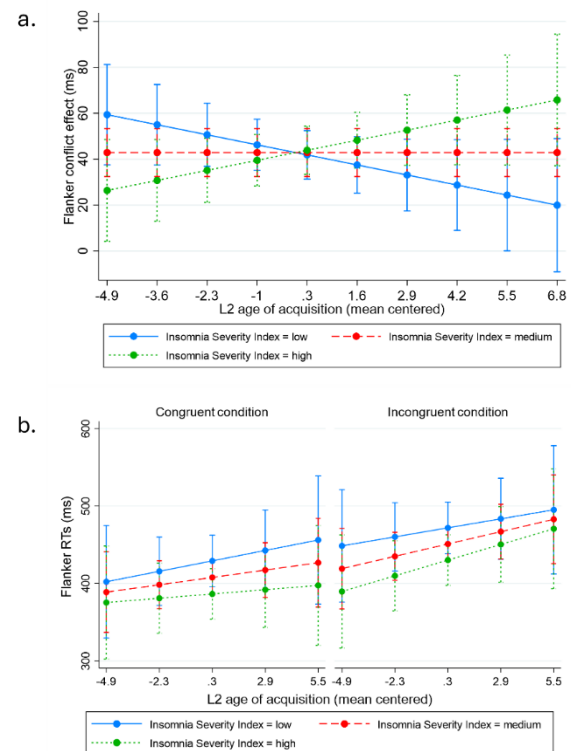 a.
Flanker conflict effect (ms)
100
80
60
40
20
0
-4.9 -3.6 -2.3 -1 .3 1.6 2.9 4.2 5.5 6.8
L2 age of acquisition (mean centered)
Insomnia Severity Index = low Insomnia Severity Index = medium
Insomnia Severity Index = high
b.
Congruent condition Incongruent condition
Flanker RTs (ms)
600
500
400
300
-4.9 -2.3 .3 2.9 5.5 -4.9 -2.3 .3 2.9 5.5
L2 age of acquisition (mean centered)
Insomnia Severity Index = low Insomnia Severity Index = medium
Insomnia Severity Index = high